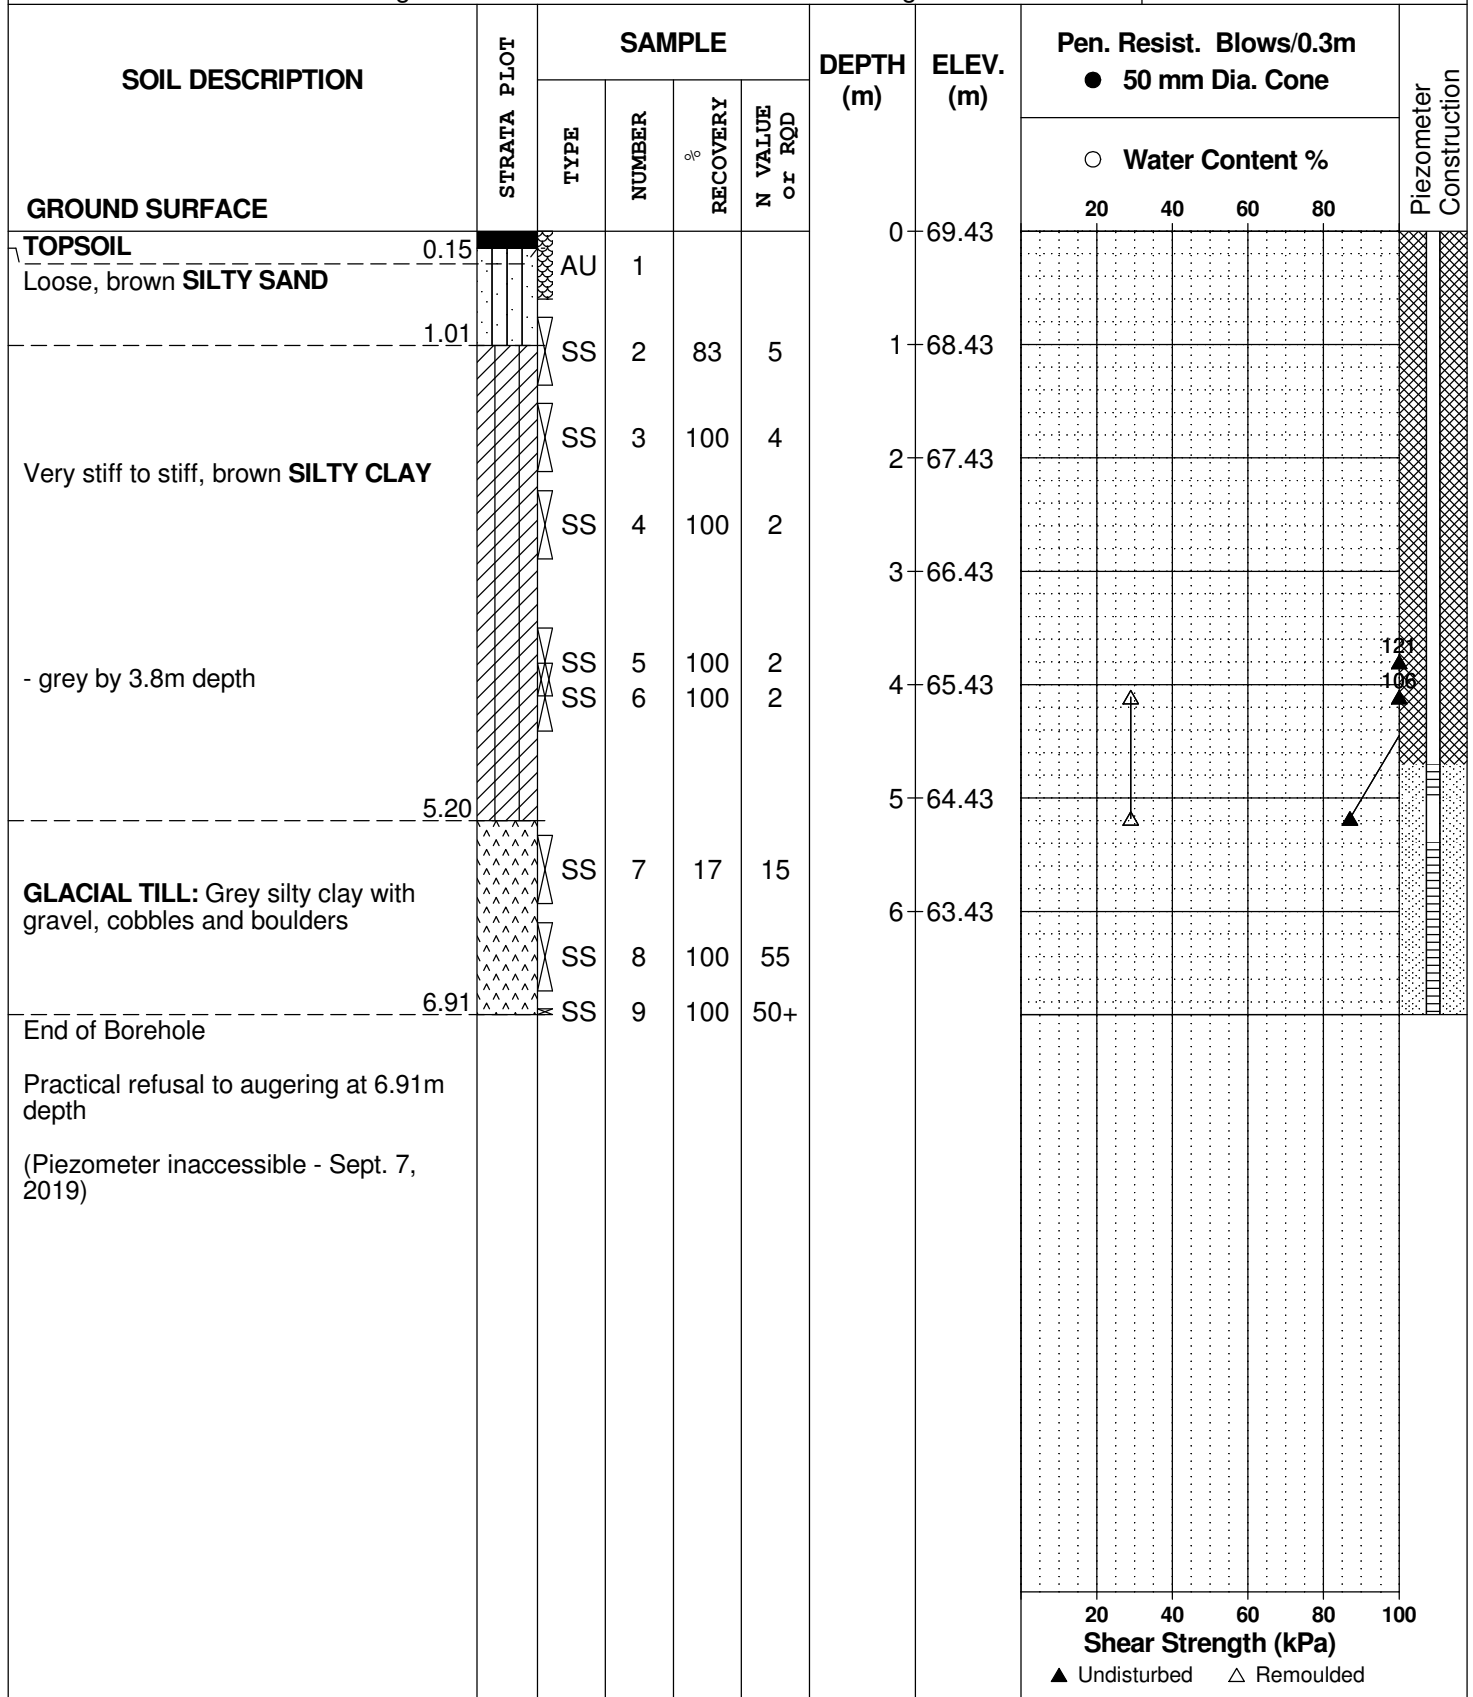 SOIL DESCRIPTION
GROUND SURFACE
STRATA PLOT
SAMPLE
TYPE
NUMBER
%
RECOVERY
N VALUE
or RQD
DEPTH
(m)
ELEV.
(m)
Pen. Resist. Blows/0.3m
● 50 mm Dia. Cone
○ Water Content %
20 40 60 80
Piezometer
Construction
0 69.43
TOPSOIL 0.15
AU 1
Loose, brown SILTY SAND
1.01
1 68.43
SS 2 83 5
SS 3 100 4
2 67.43
Very stiff to stiff, brown SILTY CLAY
SS 4 100 2
3 66.43
121
SS 5 100 2
- grey by 3.8m depth
106
4 65.43
SS 6 100 2
5.20
5 64.43
SS 7 17 15
GLACIAL TILL: Grey silty clay with
gravel, cobbles and boulders
6 63.43
SS 8 100 55
6.91
SS 9 100 50+
End of Borehole
Practical refusal to augering at 6.91m
depth
(Piezometer inaccessible - Sept. 7,
2019)
20 40 60 80 100
Shear Strength (kPa)
▲ Undisturbed △ Remoulded